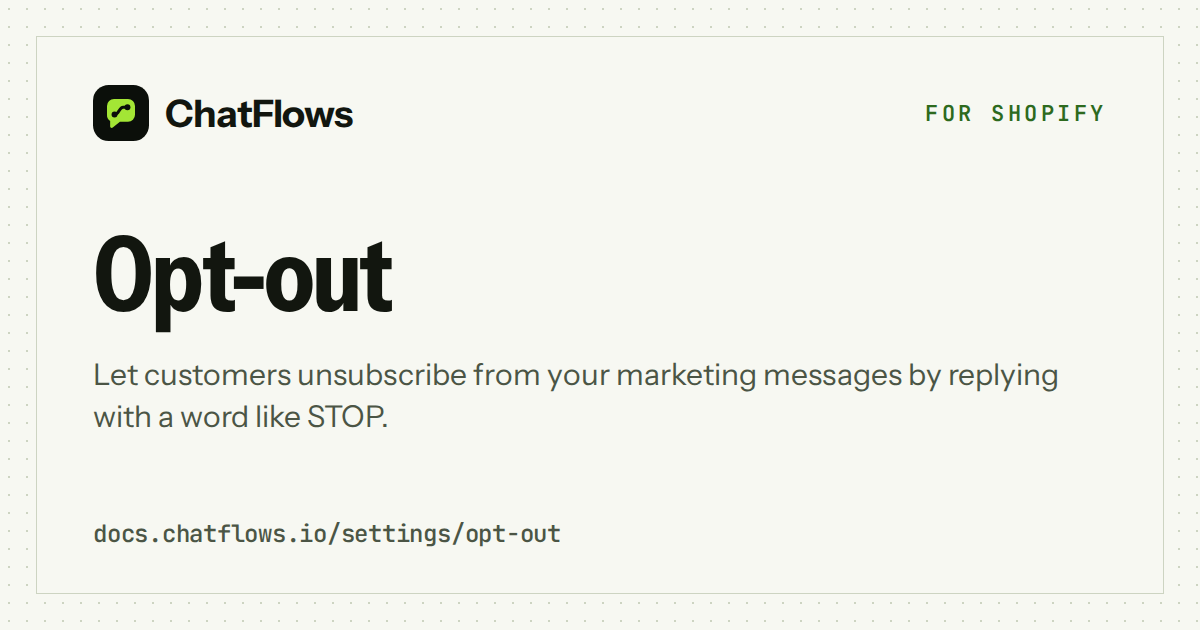 ChatFlows
FOR SHOPIFY
Opt-out
Let customers unsubscribe from your marketing messages by replying
with a word like STOP.
docs.chatflows.io/settings/opt-out